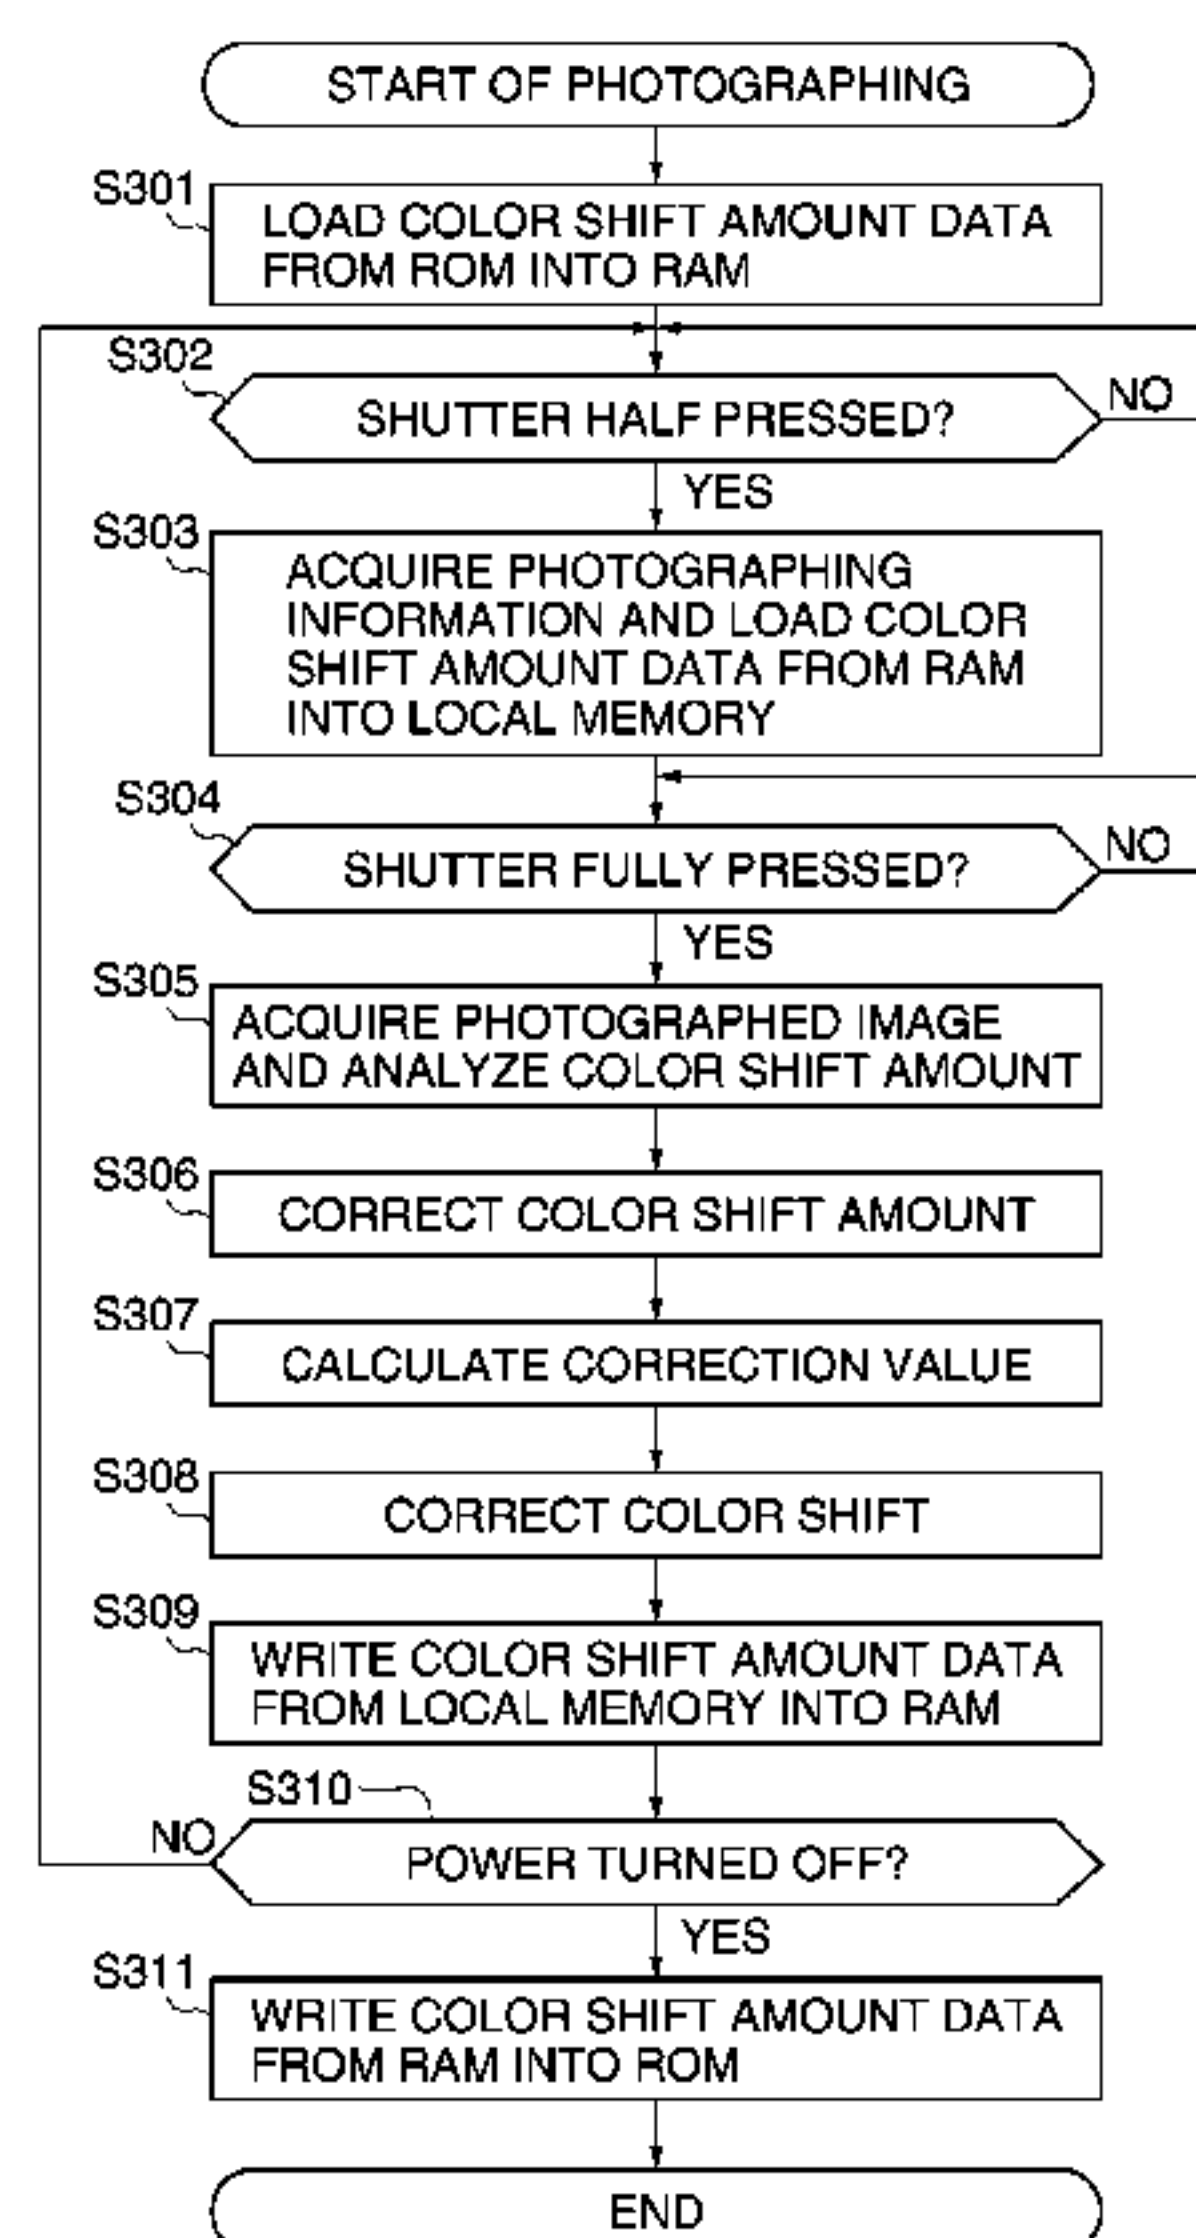 START OF PHOTOGRAPHING
S301
LOAD COLOR SHIFT AMOUNT DATA
FROM ROM INTO RAM
S302
SHUTTER HALF PRESSED?
NO
YES
S303
ACQUIRE PHOTOGRAPHING
INFORMATION AND LOAD COLOR
SHIFT AMOUNT DATA FROM RAM
INTO LOCAL MEMORY
S304
SHUTTER FULLY PRESSED?
NO
YES
S305
ACQUIRE PHOTOGRAPHED IMAGE
AND ANALYZE COLOR SHIFT AMOUNT
S306
CORRECT COLOR SHIFT AMOUNT
S307
CALCULATE CORRECTION VALUE
S308
CORRECT COLOR SHIFT
S309
WRITE COLOR SHIFT AMOUNT DATA
FROM LOCAL MEMORY INTO RAM
S310
NO
POWER TURNED OFF?
YES
S311
WRITE COLOR SHIFT AMOUNT DATA
FROM RAM INTO ROM
END